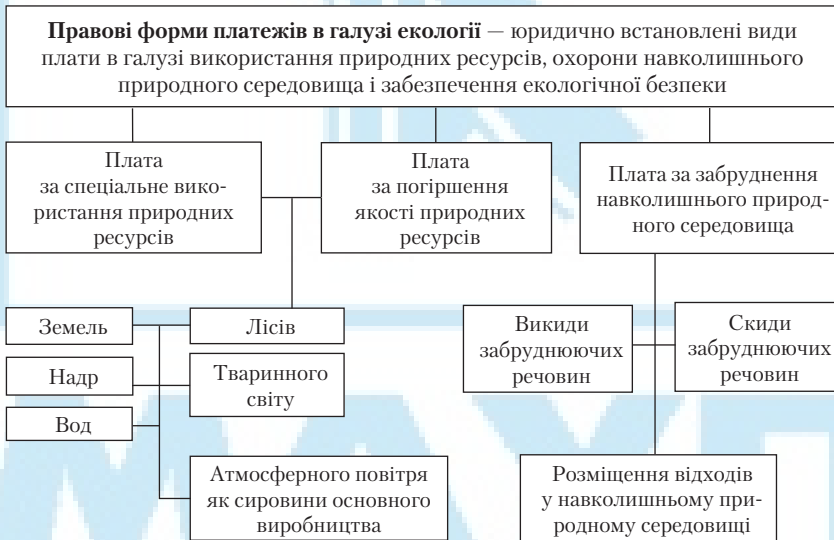 Правові форми платежів в галузі екології — юридично встановлені види
плати в галузі використання природних ресурсів, охорони навколишнього
природного середовища і забезпечення екологічної безпеки
Плата
за спеціальне вико-
ристання природних
ресурсів
Плата
за погіршення
якості природних
ресурсів
Плата за забруднення
навколишнього природ-
ного середовища
Земель
Лісів
Надр
Тваринного
світу
Вод
Атмосферного повітря
як сировини основного
виробництва
Викиди
забруднюючих
речовин
Скиди
забруднюючих
речовин
Розміщення відходів
у навколишньому при-
родному середовищі